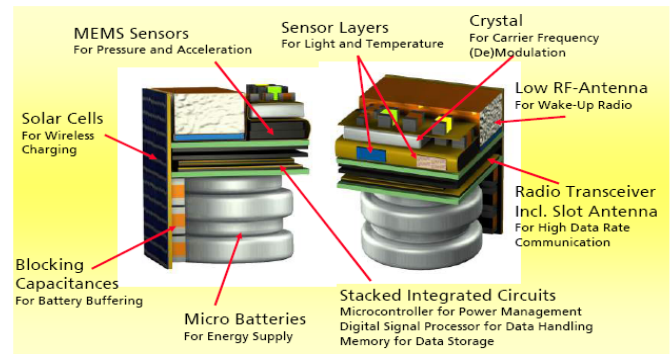 MEMS Sensors
For Pressure and Acceleration
Sensor Layers
For Light and Temperature
Crystal
For Carrier Frequency
(De)Modulation
Low RF-Antenna
For Wake-Up Radio
Solar Cells
For Wireless
Charging
Radio Transceiver
Incl. Slot Antenna
For High Data Rate
Communication
Blocking
Capacitances
For Battery Buffering
Micro Batteries
For Energy Supply
Stacked Integrated Circuits
Microcontroller for Power Management
Digital Signal Processor for Data Handling
Memory for Data Storage